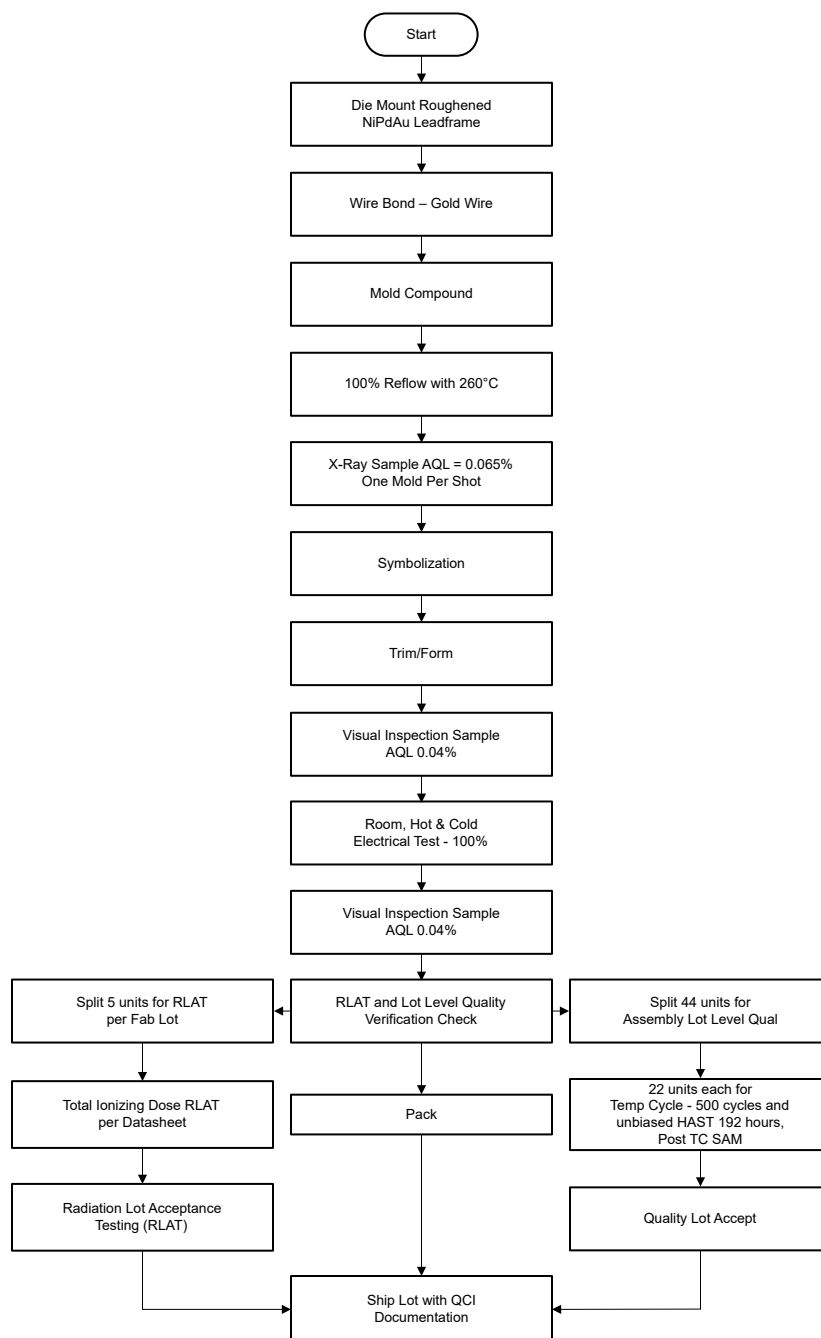 Start
Die Mount Roughened
NiPdAu Leadframe
Wire Bond – Gold Wire
Mold Compound
100% Reflow with 260°C
X-Ray Sample AQL = 0.065%
One Mold Per Shot
Symbolization
Trim/Form
Visual Inspection Sample
AQL 0.04%
Room, Hot & Cold
Electrical Test - 100%
Visual Inspection Sample
AQL 0.04%
Split 5 units for RLAT
per Fab Lot
RLAT and Lot Level Quality
Verification Check
Split 44 units for
Assembly Lot Level Qual
Total Ionizing Dose RLAT
per Datasheet
Pack
22 units each for
Temp Cycle - 500 cycles and
unbiased HAST 192 hours,
Post TC SAM
Radiation Lot Acceptance
Testing (RLAT)
Quality Lot Accept
Ship Lot with QCI
Documentation